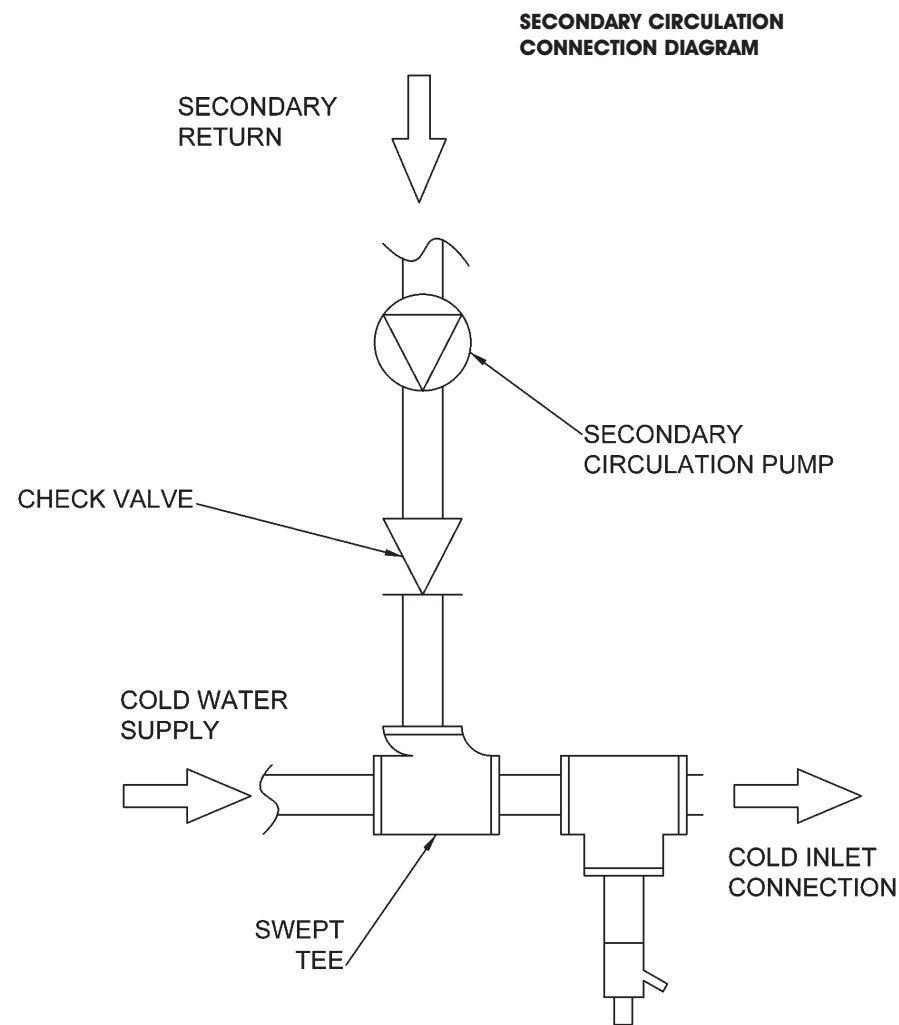 SECONDARY CIRCULATION
CONNECTION DIAGRAM
SECONDARY
RETURN
SECONDARY
CIRCULATION PUMP
CHECK VALVE
COLD WATER
SUPPLY
COLD INLET
CONNECTION
SWEPT
TEE